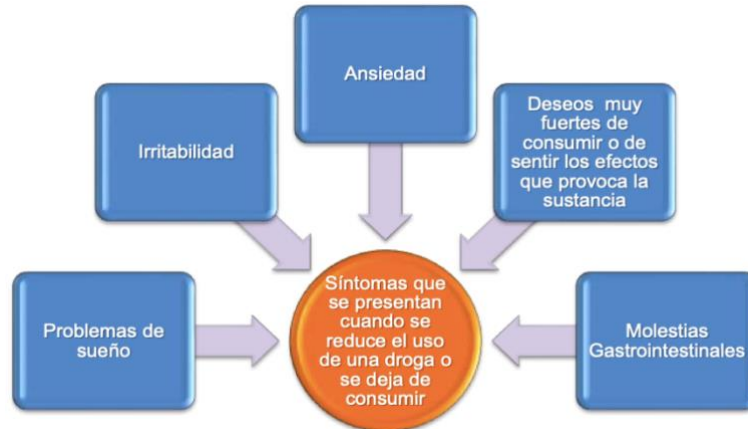 Ansiedad
Irritabilidad
Deseos muy
fuertes de
consumir o de
sentir los efectos
que provoca la
sustancia
Problemas de
sueño
Síntomas que
se presentan
cuando se
reduce el uso
de una droga o
se deja de
consumir
Molestias
Gastrointestinales